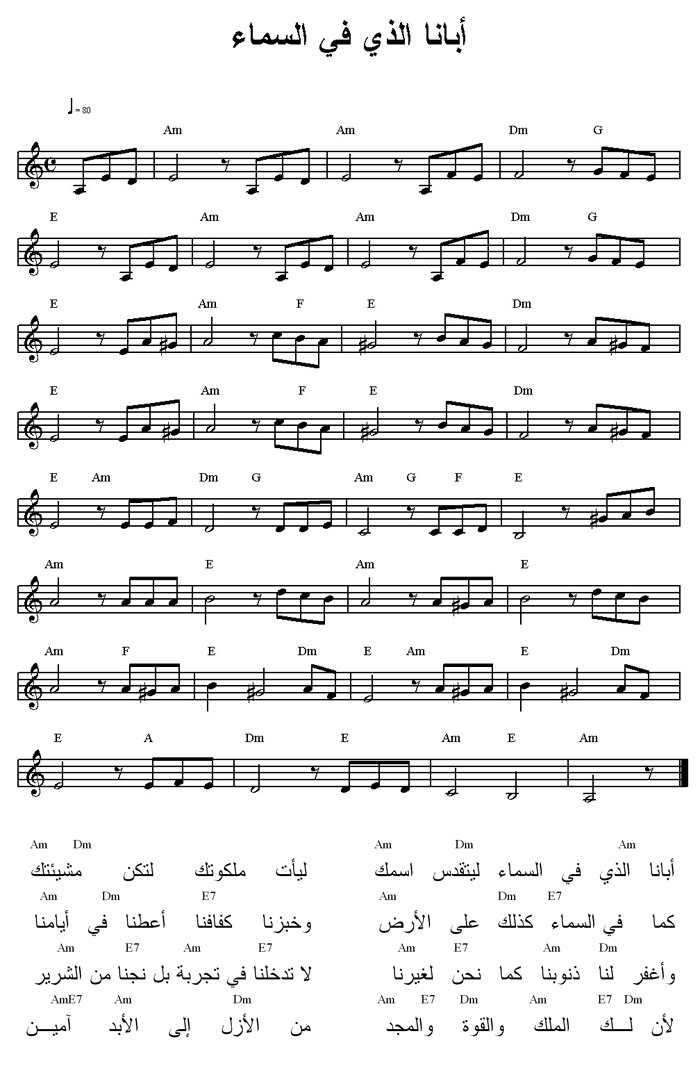 أبانا الذي في السماء
♩ = 80
Am Am Dm G
E Am Am Dm G
E Am F E Dm
E Am F E Dm
E Am Dm G Am G F E
Am E Am E
Am F E Dm E Am E Dm
E A Dm E Am E Am
Am Dm Am Dm Am
أبانا الذي في السماء ليتقدس اسمك ليأت ملكوتك لتكن مشيئتك
Am Dm E7 Am Dm E7
كما في السماء كذلك على الأرض وخبزنا كفافنا أعطنا في أيامنا
Am E7 Am E7 Am E7 Am Dm
وأغفر لنا ذنوبنا كما نحن لغيرنا لا تدخلنا في تجربة بل نجنا من الشرير
AmE7 Am Dm Am E7 Dm Am E7 Dm
لأن لـــك الملك والقوة والمجد من الأزل إلى الأبد آميـــن